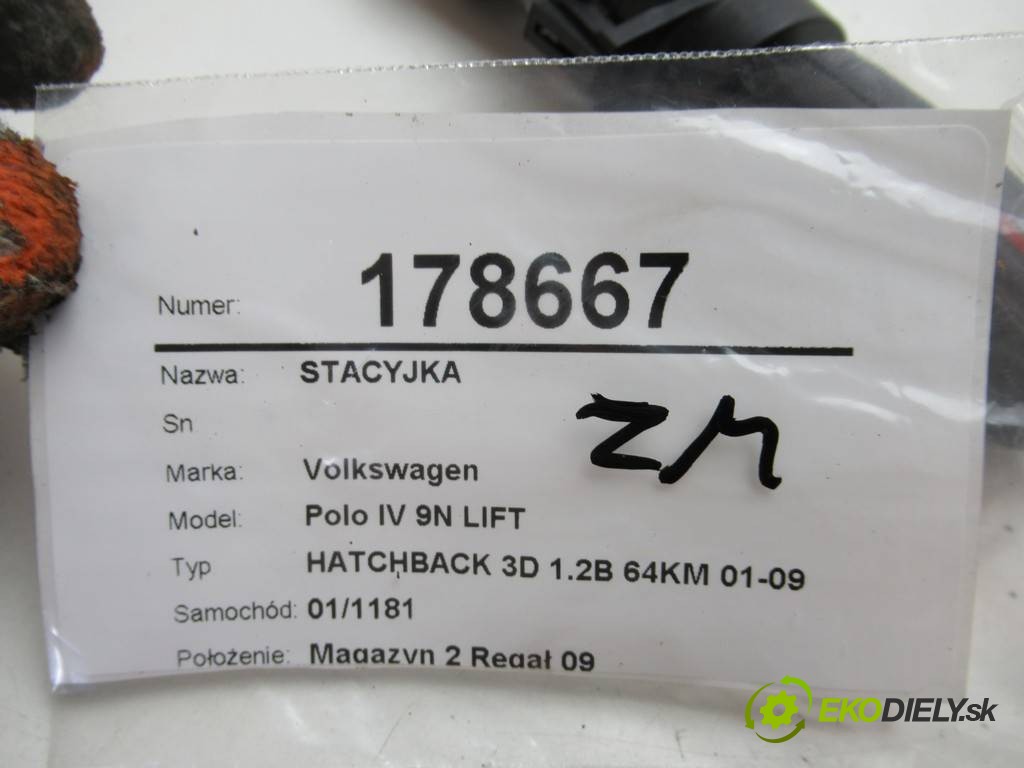 Numer: 178667
Nazwa: STACYJKA
Sn
ZM
Marka: Volkswagen
Model: Polo IV 9N LIFT
Typ HATCHBACK 3D 1.2B 64KM 01-09
Samochód: 01/1181
Położenie: Magazyn 2 Regał 09
EKODIELY.sk